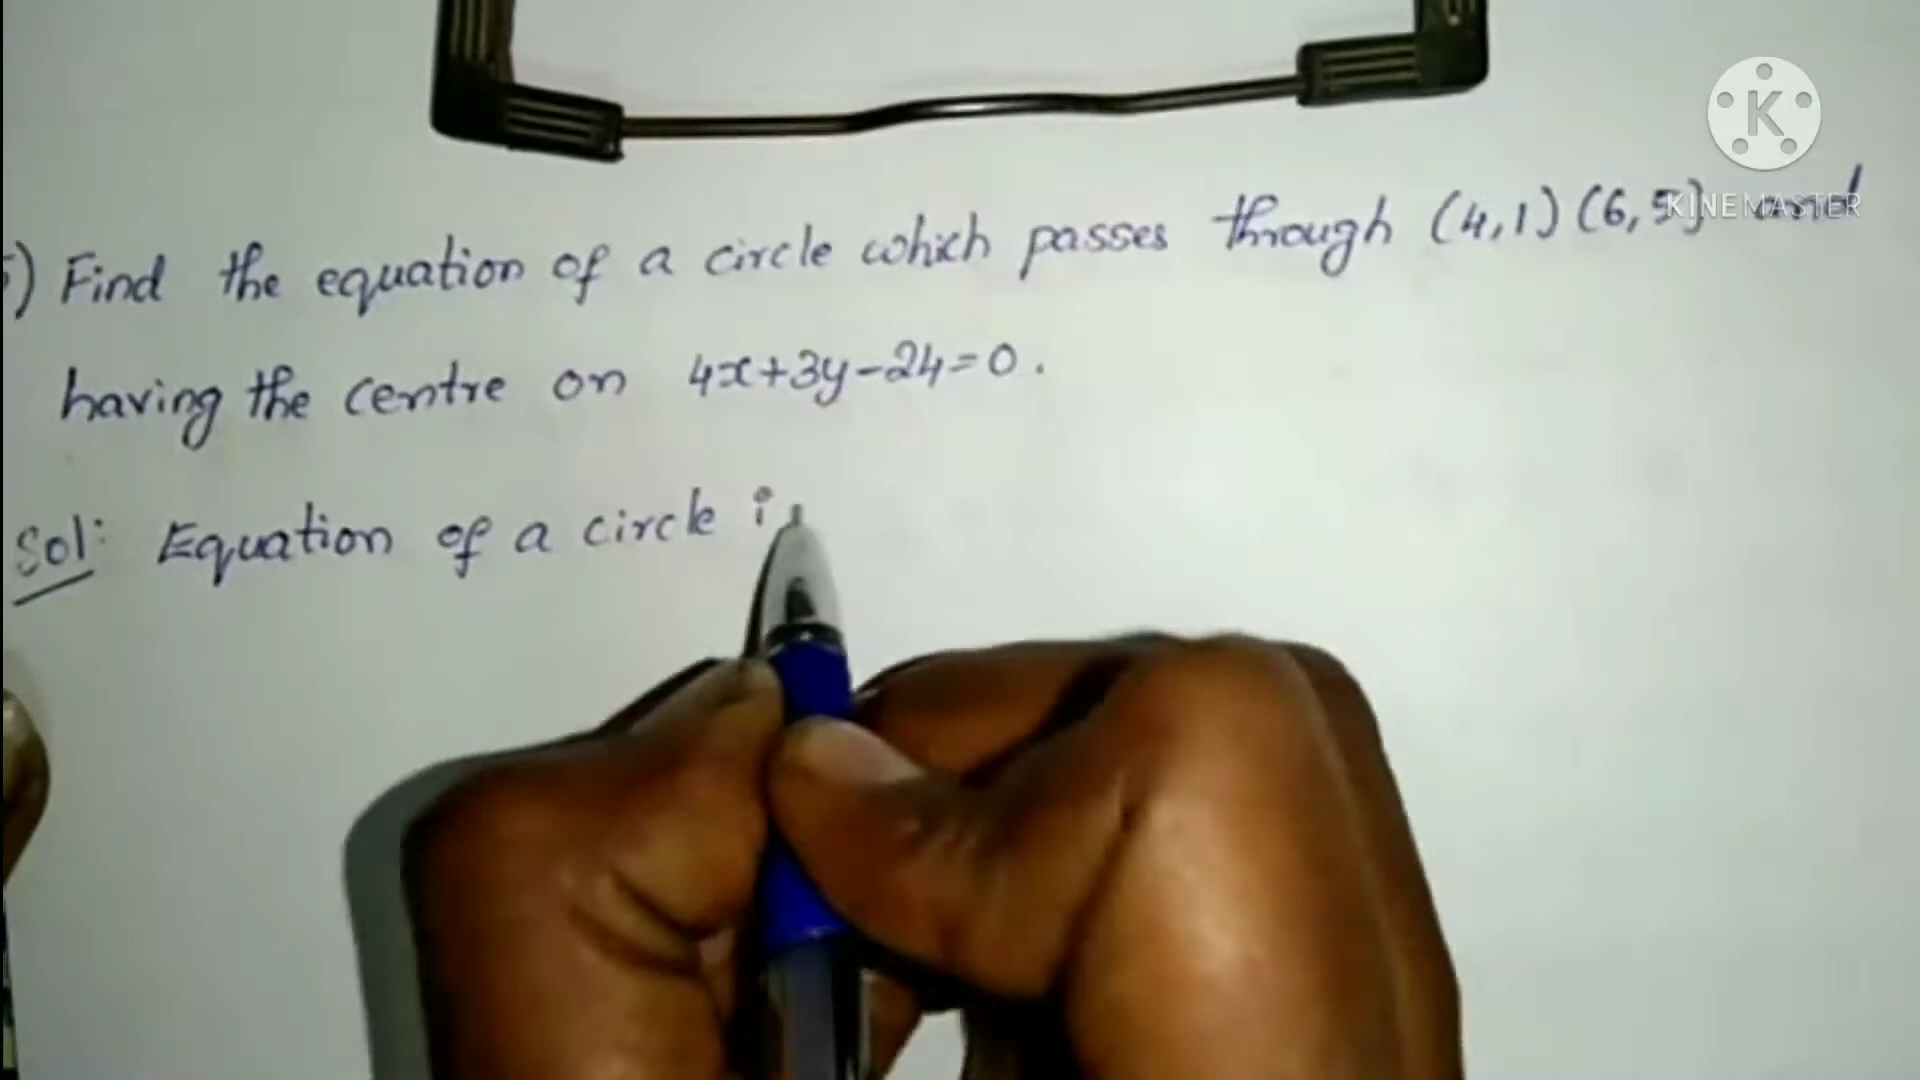 5) Find the equation of a circle which passes through (4,1) (6,5) and
having the centre on 4x+3y-24=0.
Sol: Equation of a circle i
K
KINEMASTER